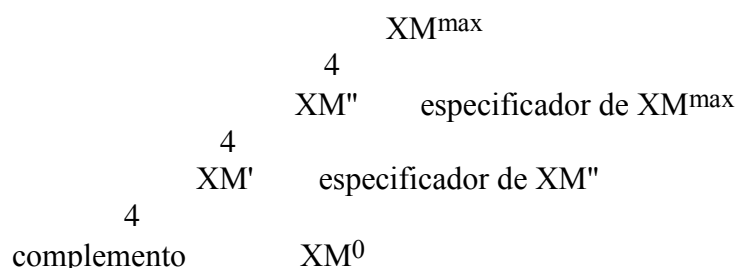 XMmax
4
XM" especificador de XMmax
4
XM' especificador de XM"
4
complemento XM0